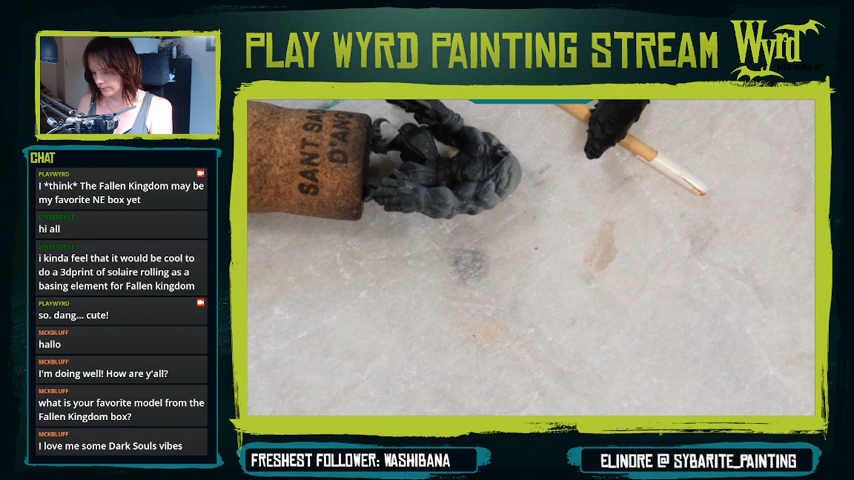 PLAY WYRD PAINTING STREAM
Wyrd
CHAT
PLAYWYRD
I *think* The Fallen Kingdom may be
my favorite NE box yet
hi all
i kinda feel that it would be cool to
do a 3dprint of solaire rolling as a
basing element for Fallen kingdom
PLAYWYRD
so. dang... cute!
MCKBLUFF
hallo
MCKBLUFF
I'm doing well! How are y'all?
MCKBLUFF
what is your favorite model from the
Fallen Kingdom box?
MCKBLUFF
I love me some Dark Souls vibes
SANT SA
D'AN
FRESHEST FOLLOWER: WASHIBANA
ELINORE @ SYBARITE_PAINTING